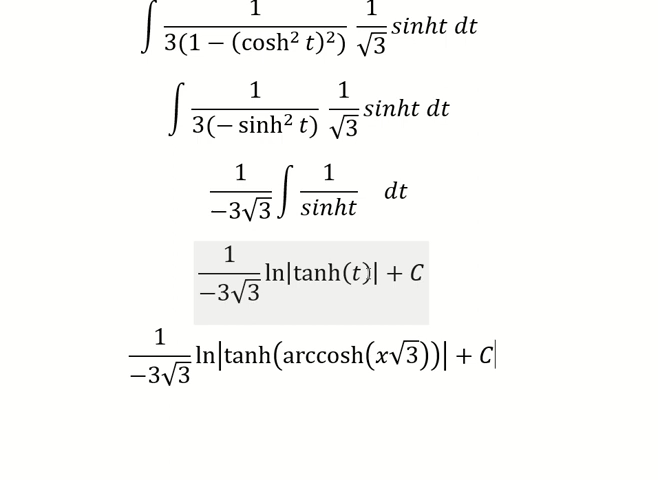 ∫ 1/(3(1 − (cosh² t)²)) 1/√3 sinht dt
∫ 1/(3(− sinh² t)) 1/√3 sinht dt
1/(−3√3) ∫ 1/sinht dt
1/(−3√3) ln|tanh(t)| + C
1/(−3√3) ln|tanh(arccosh(x√3))| + C